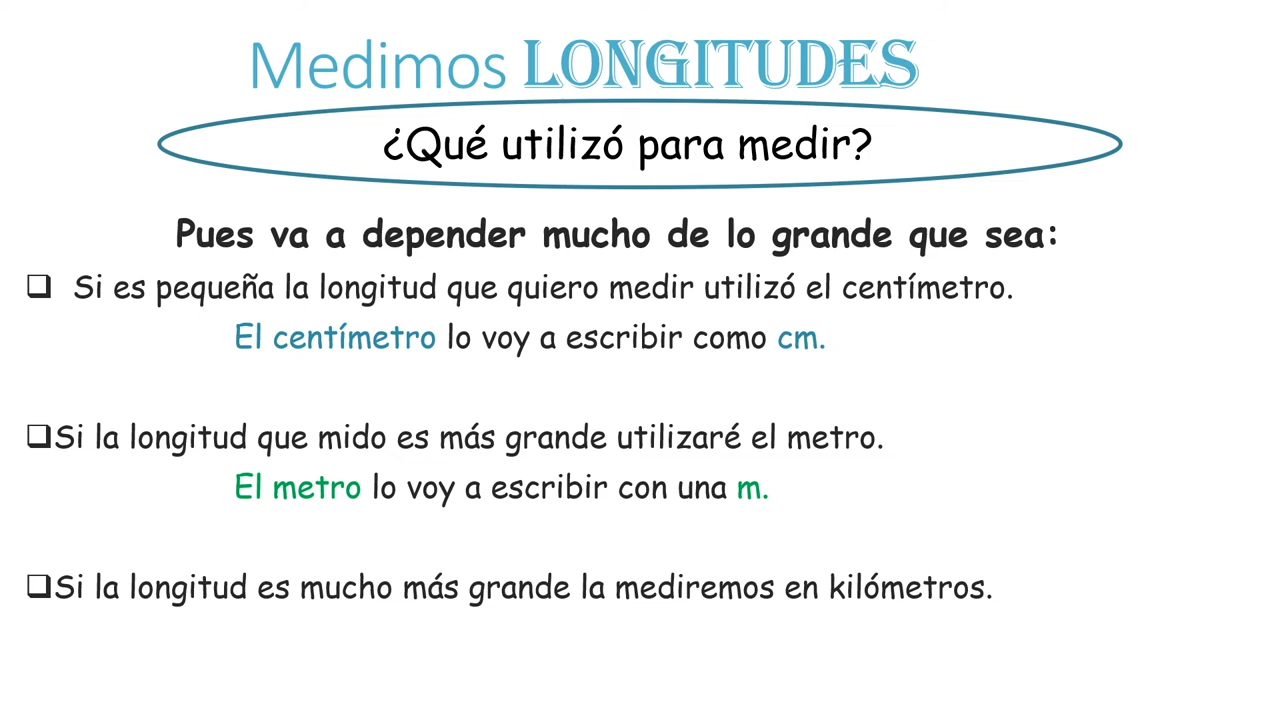 Medimos LONGITUDES
¿Qué utilizó para medir?
Pues va a depender mucho de lo grande que sea:
❑ Si es pequeña la longitud que quiero medir utilizó el centímetro.
El centímetro lo voy a escribir como cm.
❑Si la longitud que mido es más grande utilizaré el metro.
El metro lo voy a escribir con una m.
❑Si la longitud es mucho más grande la mediremos en kilómetros.